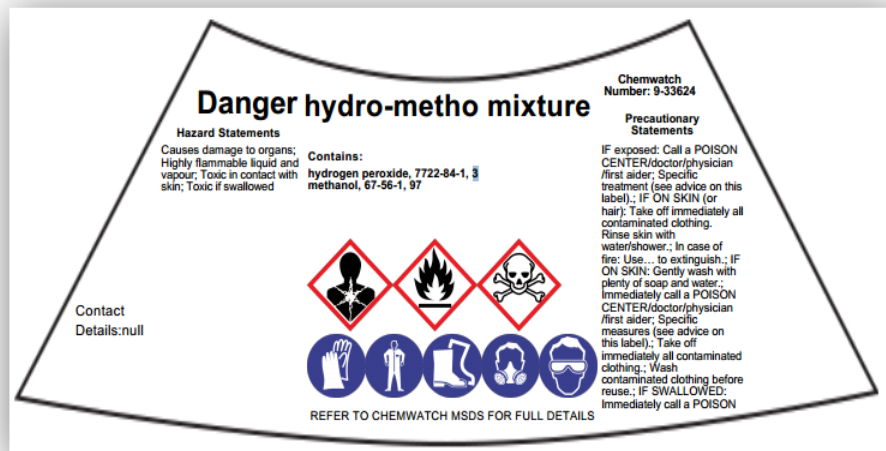 Danger hydro-metho mixture
Hazard Statements
Causes damage to organs;
Highly flammable liquid and
vapour; Toxic in contact with
skin; Toxic if swallowed
Contains:
hydrogen peroxide, 7722-84-1, 3
methanol, 67-56-1, 97
Contact
Details:null
REFER TO CHEMWATCH MSDS FOR FULL DETAILS
Chemwatch
Number: 9-33624
Precautionary
Statements
IF exposed: Call a POISON
CENTER/doctor/physician
/first aider; Specific
treatment (see advice on this
label).; IF ON SKIN (or
hair): Take off immediately all
contaminated clothing.
Rinse skin with
water/shower.; In case of
fire: Use… to extinguish.; IF
ON SKIN: Gently wash with
plenty of soap and water.;
Immediately call a POISON
CENTER/doctor/physician
/first aider; Specific
measures (see advice on
this label).; Take off
immediately all contaminated
clothing.; Wash
contaminated clothing before
reuse.; IF SWALLOWED:
Immediately call a POISON